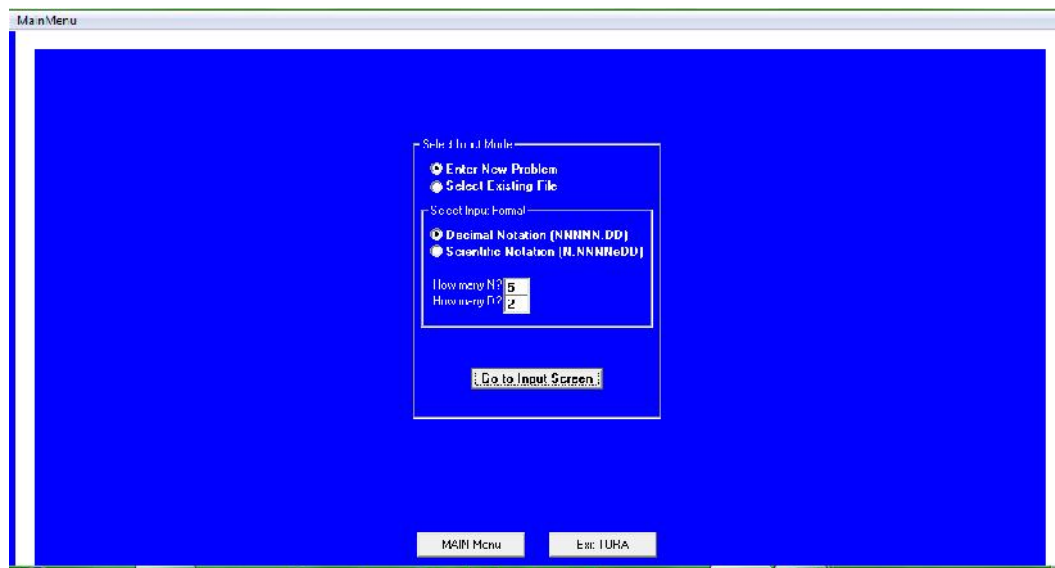 MainMenu
Select Input Mode
Enter New Problem
Select Existing File
Select Input Format
Decimal Notation (NNNNN.DD)
Scientific Notation (N.NNNNeDD)
How many N? 5
How many D? 2
Go to Input Screen
MAIN Menu
Exit TORA